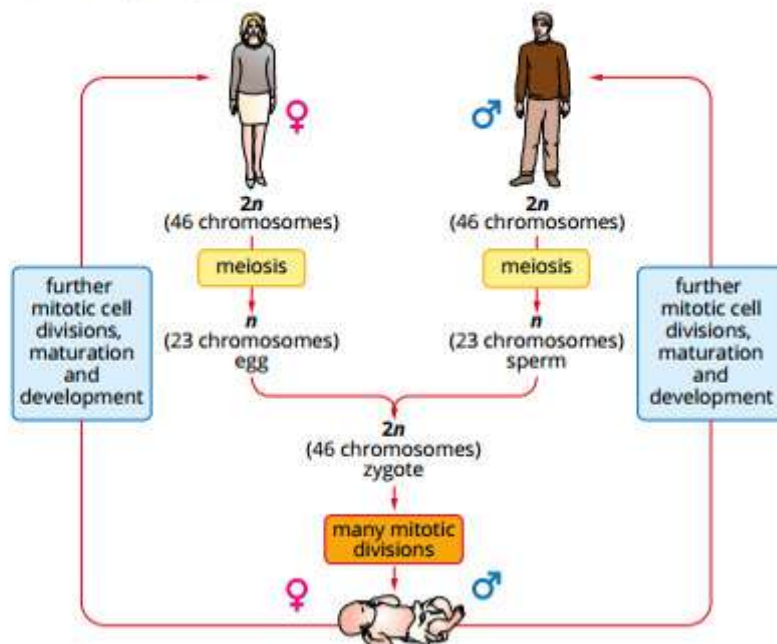 ♀
♂
2n
(46 chromosomes)
2n
(46 chromosomes)
meiosis
meiosis
further
mitotic cell
divisions,
maturation
and
development
n
(23 chromosomes)
egg
n
(23 chromosomes)
sperm
further
mitotic cell
divisions,
maturation
and
development
2n
(46 chromosomes)
zygote
many mitotic
divisions
♀
♂